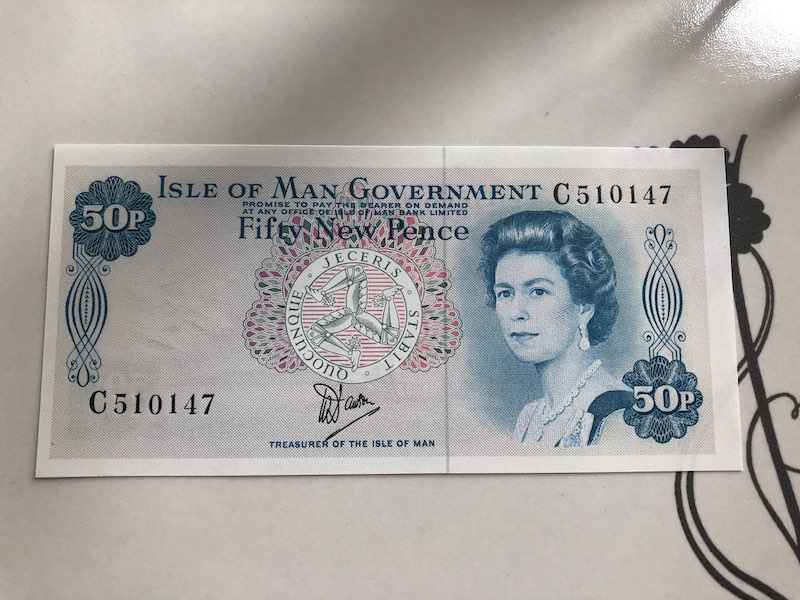 ISLE OF MAN GOVERNMENT C510147
PROMISE TO PAY THE BEARER ON DEMAND
AT ANY OFFICE OF ISLE OF MAN BANK LIMITED
50P
Fifty New Pence
QUOCUNQUE · JECERIS · STABIT
C510147
W Dawson
TREASURER OF THE ISLE OF MAN
50P